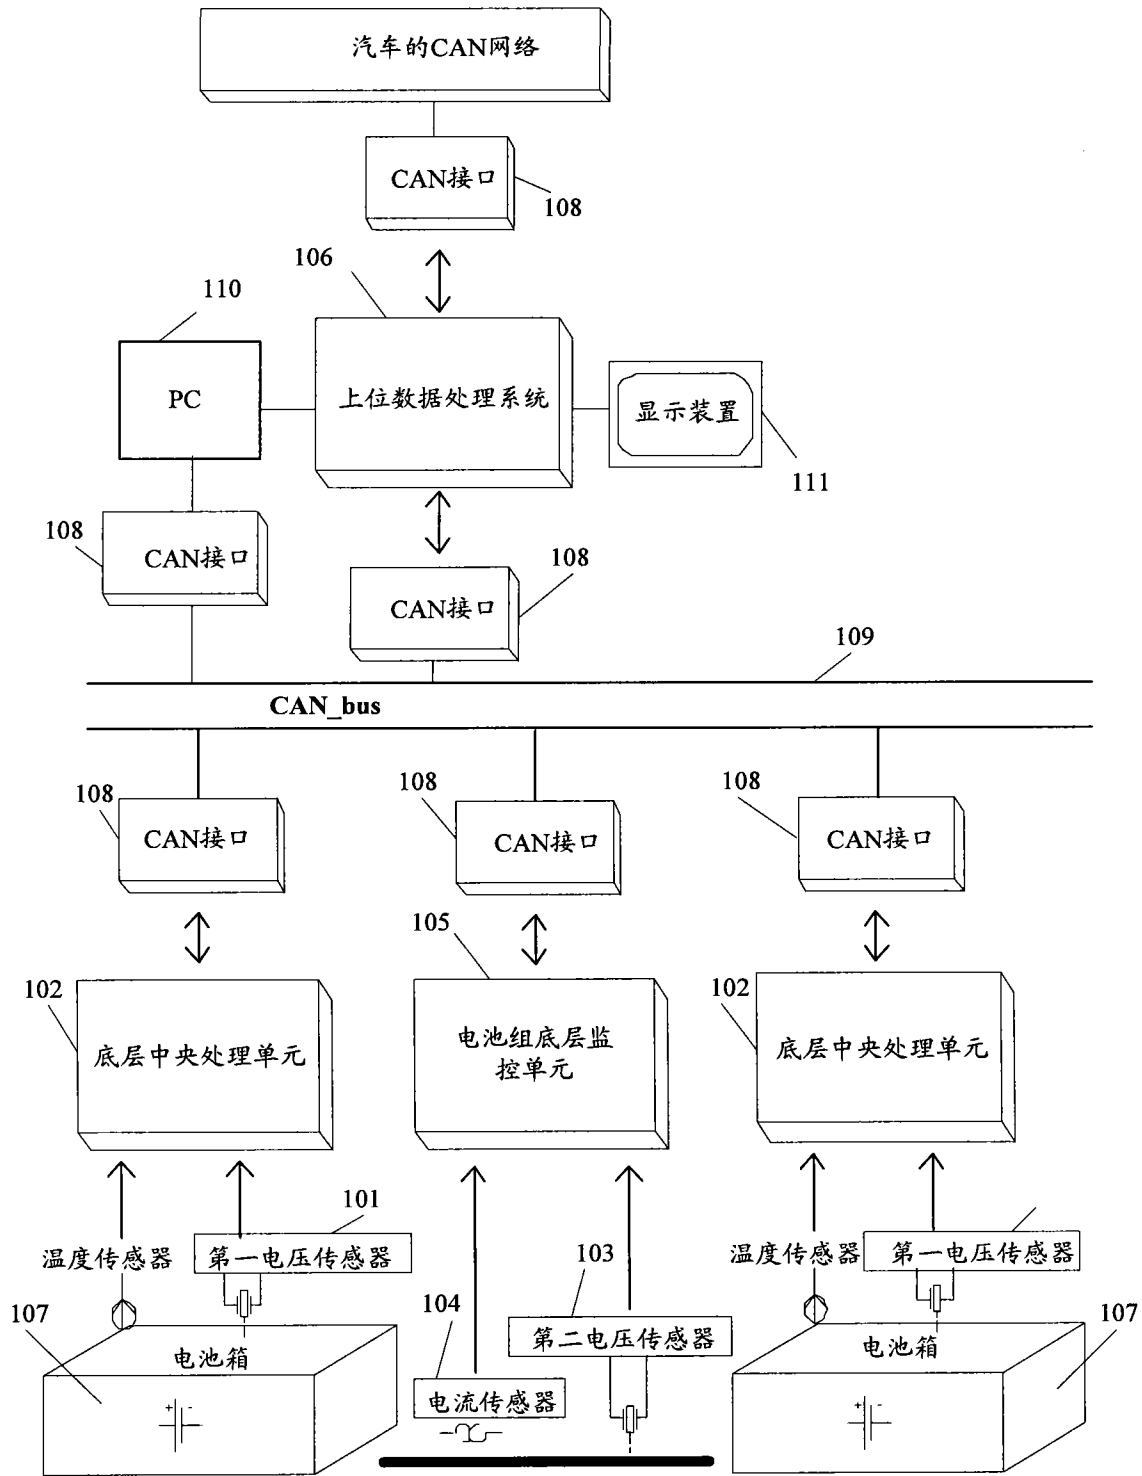 汽车的CAN网络
CAN接口
108
106
110
PC
上位数据处理系统
显示装置
111
108
CAN接口
108
CAN接口
109
CAN_bus
108
CAN接口
108
CAN接口
108
CAN接口
102
底层中央处理单元
105
电池组底层监
控单元
102
底层中央处理单元
101
温度传感器
第一电压传感器
103
104
第二电压传感器
电流传感器
温度传感器
第一电压传感器
107
电池箱
+ -
107
电池箱
+ -